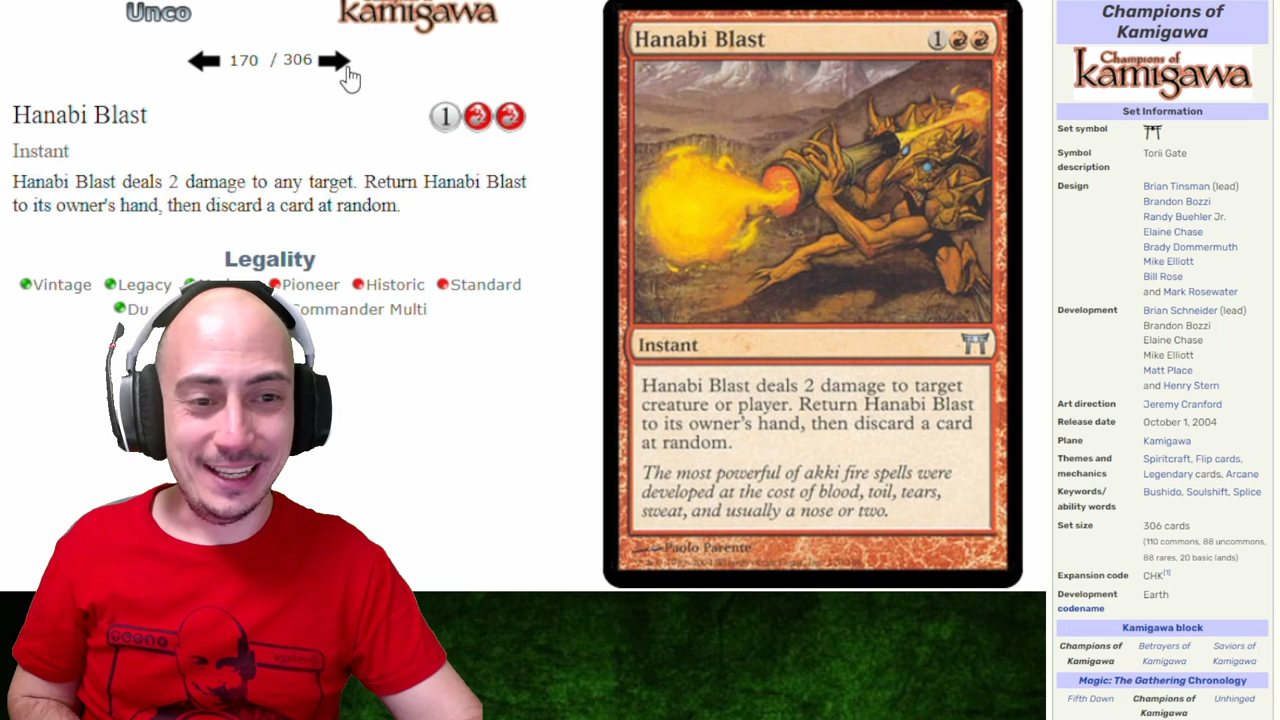 Unco
kamigawa
170 / 306
Hanabi Blast
1
Instant
Hanabi Blast deals 2 damage to any target. Return Hanabi Blast
to its owner's hand, then discard a card at random.
Legality
Vintage Legacy Pioneer Historic Standard
Du ommander Multi
Hanabi Blast 1
Instant
Hanabi Blast deals 2 damage to target
creature or player. Return Hanabi Blast
to its owner's hand, then discard a card
at random.
The most powerful of akki fire spells were
developed at the cost of blood, toil, tears,
sweat, and usually a nose or two.
Paolo Parente
Champions of
Kamigawa
Champions of
kamigawa
Set Information
Set symbol
Symbol Torii Gate
description
Design Brian Tinsman (lead)
Brandon Bozzi
Randy Buehler Jr.
Elaine Chase
Brady Dommermuth
Mike Elliott
Bill Rose
and Mark Rosewater
Development Brian Schneider (lead)
Brandon Bozzi
Elaine Chase
Mike Elliott
Matt Place
and Henry Stern
Art direction Jeremy Cranford
Release date October 1, 2004
Plane Kamigawa
Themes and Spiritcraft, Flip cards,
mechanics Legendary cards, Arcane
Keywords/ Bushido, Soulshift, Splice
ability words
Set size 306 cards
(110 commons, 88 uncommons,
88 rares, 20 basic lands)
Expansion code CHK[1]
Development Earth
codename
Kamigawa block
Champions of Betrayers of Saviors of
Kamigawa Kamigawa Kamigawa
Magic: The Gathering Chronology
Fifth Dawn Champions of Unhinged
Kamigawa